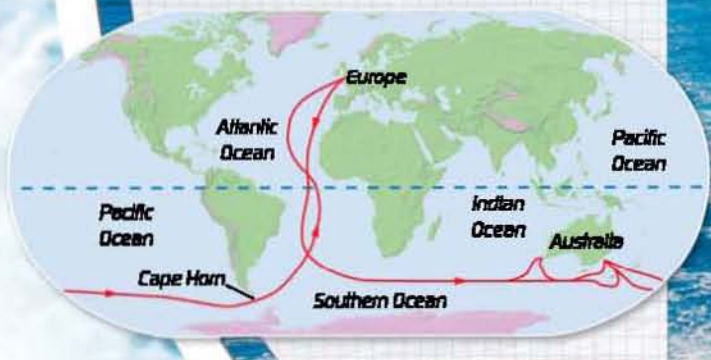 Europe
Atlantic
Ocean
Pacific
Ocean
Pacific
Ocean
Indian
Ocean
Australia
Cape Horn
Southern Ocean